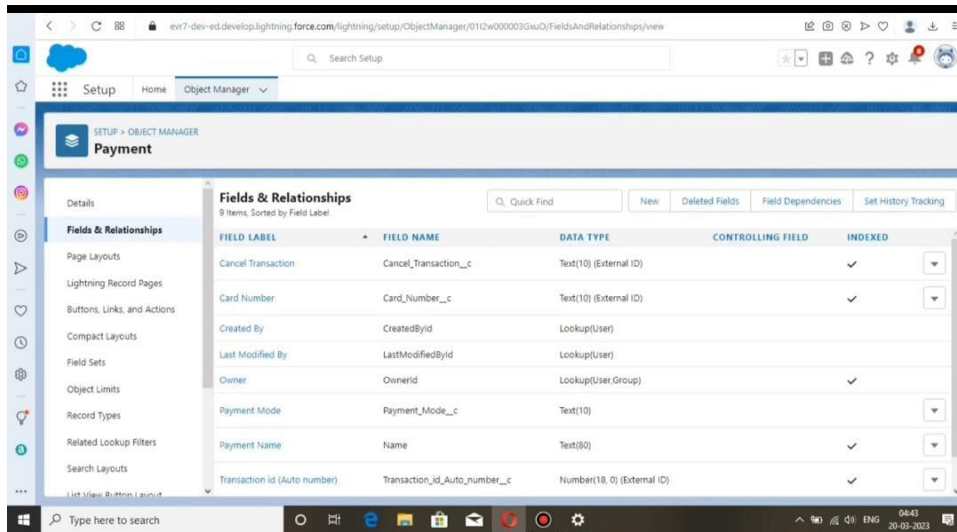 evr7-dev-ed.develop.lightning.force.com/lightning/setup/ObjectManager/01I2w000003GxuO/FieldsAndRelationships/view
Search Setup
Setup Home Object Manager
SETUP > OBJECT MANAGER
Payment
Details
Fields & Relationships
Page Layouts
Lightning Record Pages
Buttons, Links, and Actions
Compact Layouts
Field Sets
Object Limits
Record Types
Related Lookup Filters
Search Layouts
List View Button Layout
Fields & Relationships
9 Items, Sorted by Field Label
Quick Find New Deleted Fields Field Dependencies Set History Tracking
FIELD LABEL FIELD NAME DATA TYPE CONTROLLING FIELD INDEXED
Cancel Transaction Cancel_Transaction__c Text(10) (External ID)
Card Number Card_Number__c Text(10) (External ID)
Created By CreatedById Lookup(User)
Last Modified By LastModifiedById Lookup(User)
Owner OwnerId Lookup(User,Group)
Payment Mode Payment_Mode__c Text(10)
Payment Name Name Text(80)
Transaction id (Auto number) Transaction_id_Auto_number__c Number(18, 0) (External ID)
Type here to search
ENG
04:43
20-03-2023